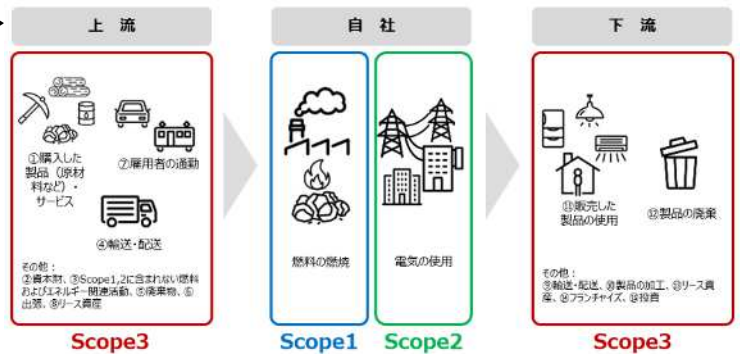 上 流
自 社
下 流
①購入した
製品（原材
料など）・
サービス
⑦雇用者の通勤
④輸送・配送
その他：
②資本財、③Scope1,2に含まれない燃料
およびエネルギー関連活動、⑤廃棄物、⑥
出張、⑧リース資産
燃料の燃焼
電気の使用
⑪販売した
製品の使用
⑫製品の廃棄
その他：
⑨輸送・配送、⑩製品の加工、⑬リース資
産、⑭フランチャイズ、⑮投資
Scope3
Scope1
Scope2
Scope3